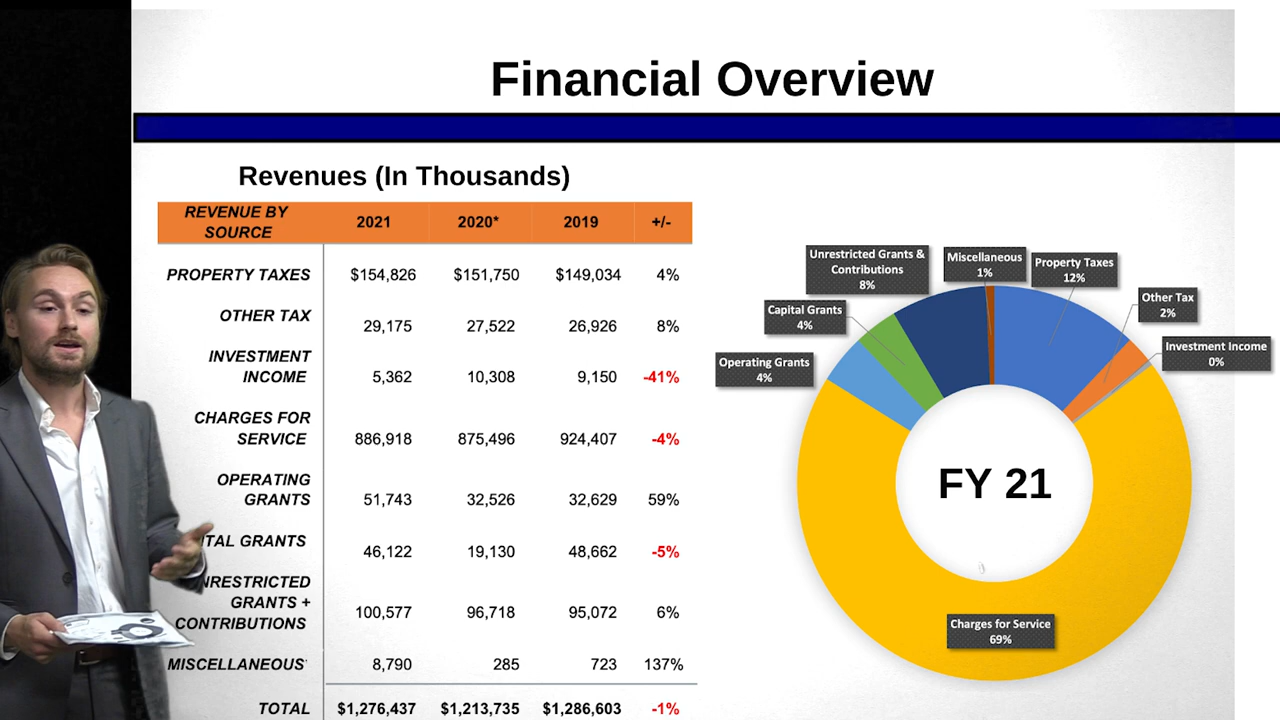 Financial Overview
Revenues (In Thousands)
REVENUE BY
SOURCE
2021 2020* 2019 +/-
PROPERTY TAXES $154,826 $151,750 $149,034 4%
OTHER TAX
29,175 27,522 26,926 8%
INVESTMENT
INCOME 5,362 10,308 9,150 -41%
CHARGES FOR
SERVICE 886,918 875,496 924,407 -4%
OPERATING
GRANTS 51,743 32,526 32,629 59%
GRANTS
46,122 19,130 48,662 -5%
GRANTS +
CONTRIBUTIONS 100,577 96,718 95,072 6%
MISCELLANEOUS 8,790 285 723 137%
TOTAL $1,276,437 $1,213,735 $1,286,603 -1%
Unrestricted Grants &
Contributions
8%
Miscellaneous
1%
Property Taxes
12%
Capital Grants
4%
Other Tax
2%
Operating Grants
4%
Investment Income
0%
FY 21
Charges for Service
69%